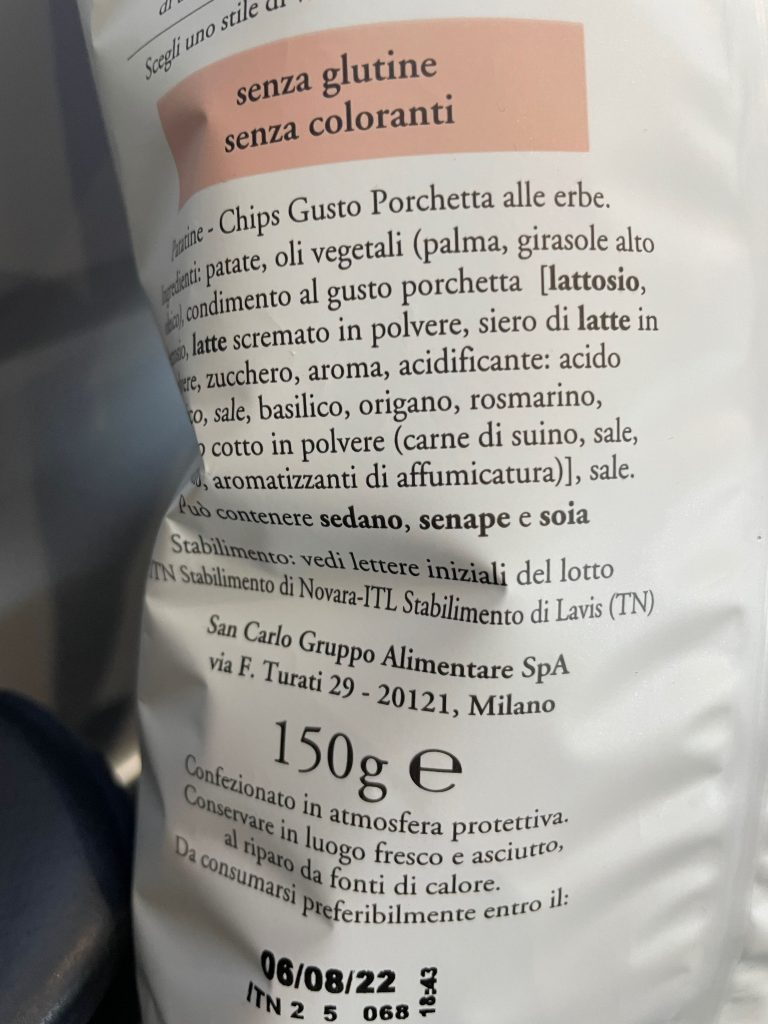 Scegli uno stile di
senza glutine
senza coloranti
- Chips Gusto Porchetta alle erbe.
patate, oli vegetali (palma, girasole alto
condimento al gusto porchetta [lattosio,
latte scremato in polvere, siero di latte in
zucchero, aroma, acidificante: acido
sale, basilico, origano, rosmarino,
cotto in polvere (carne di suino, sale,
aromatizzanti di affumicatura)], sale.
Può contenere sedano, senape e soia
Stabilimento: vedi lettere iniziali del lotto
ITN Stabilimento di Novara-ITL Stabilimento di Lavis (TN)
San Carlo Gruppo Alimentare SpA
via F. Turati 29 - 20121, Milano
150g ℮
Confezionato in atmosfera protettiva.
Conservare in luogo fresco e asciutto,
al riparo da fonti di calore.
Da consumarsi preferibilmente entro il:
06/08/22
ITN 2 5 068 18:43